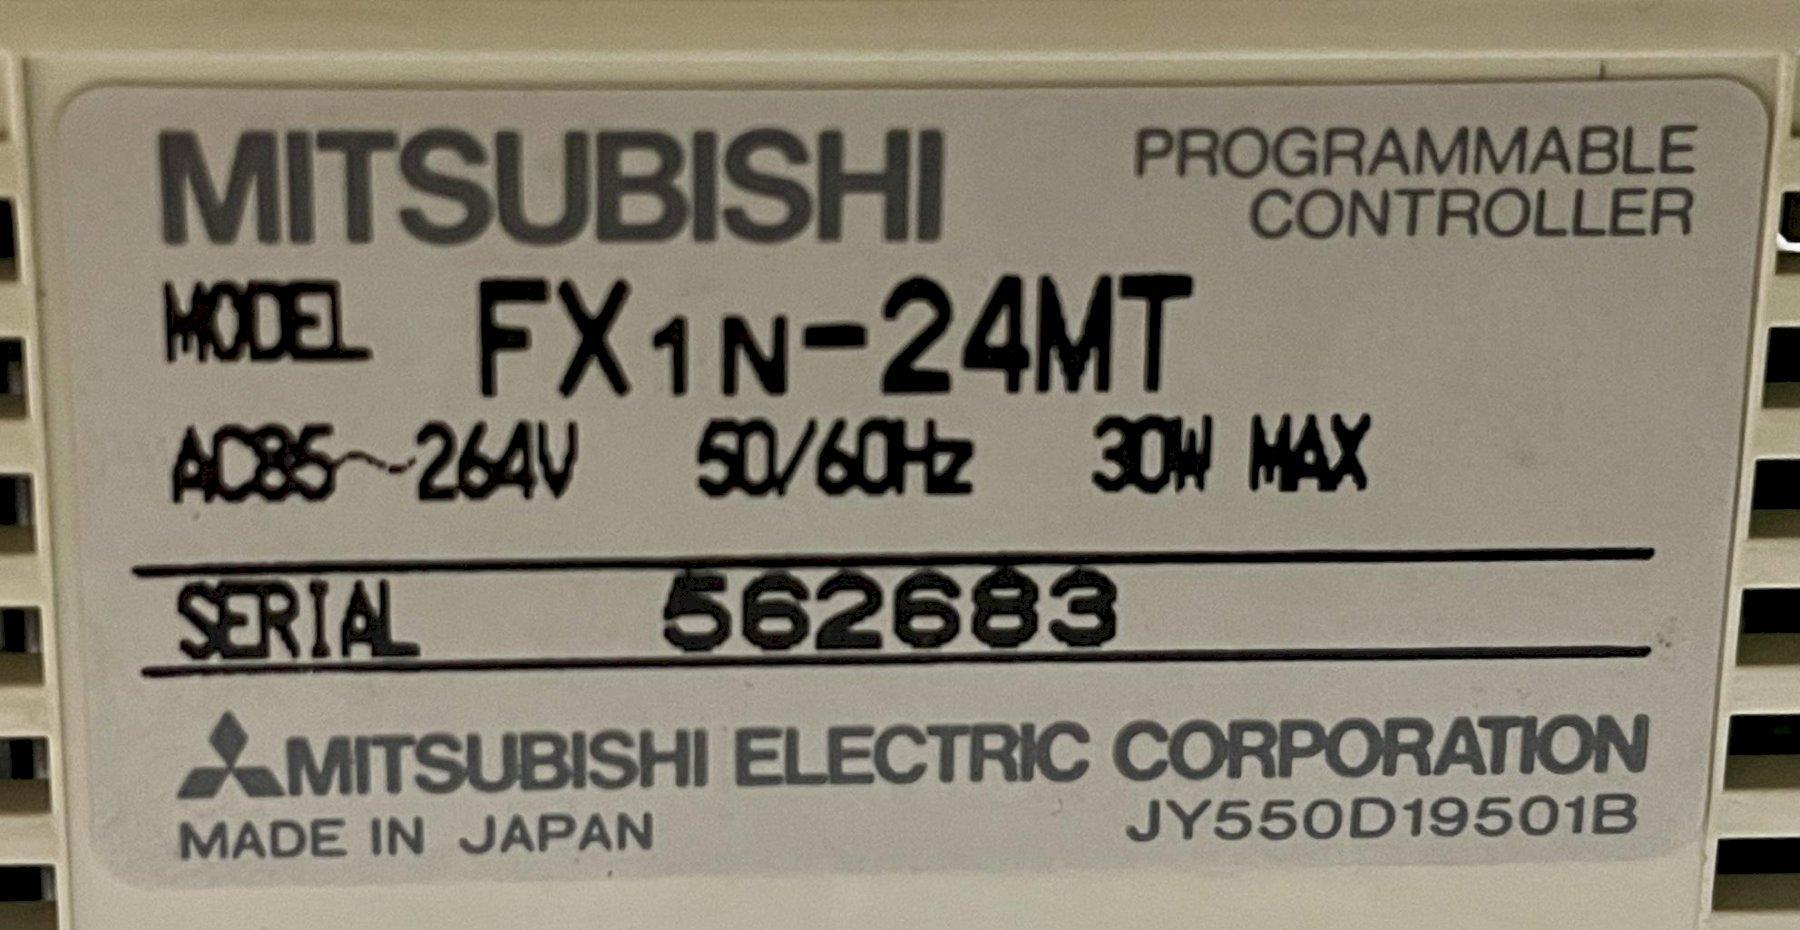 MITSUBISHI
PROGRAMMABLE
CONTROLLER
MODEL FX1N-24MT
AC85~264V 50/60Hz 30W MAX
SERIAL 562683
MITSUBISHI ELECTRIC CORPORATION
MADE IN JAPAN JY550D19501B